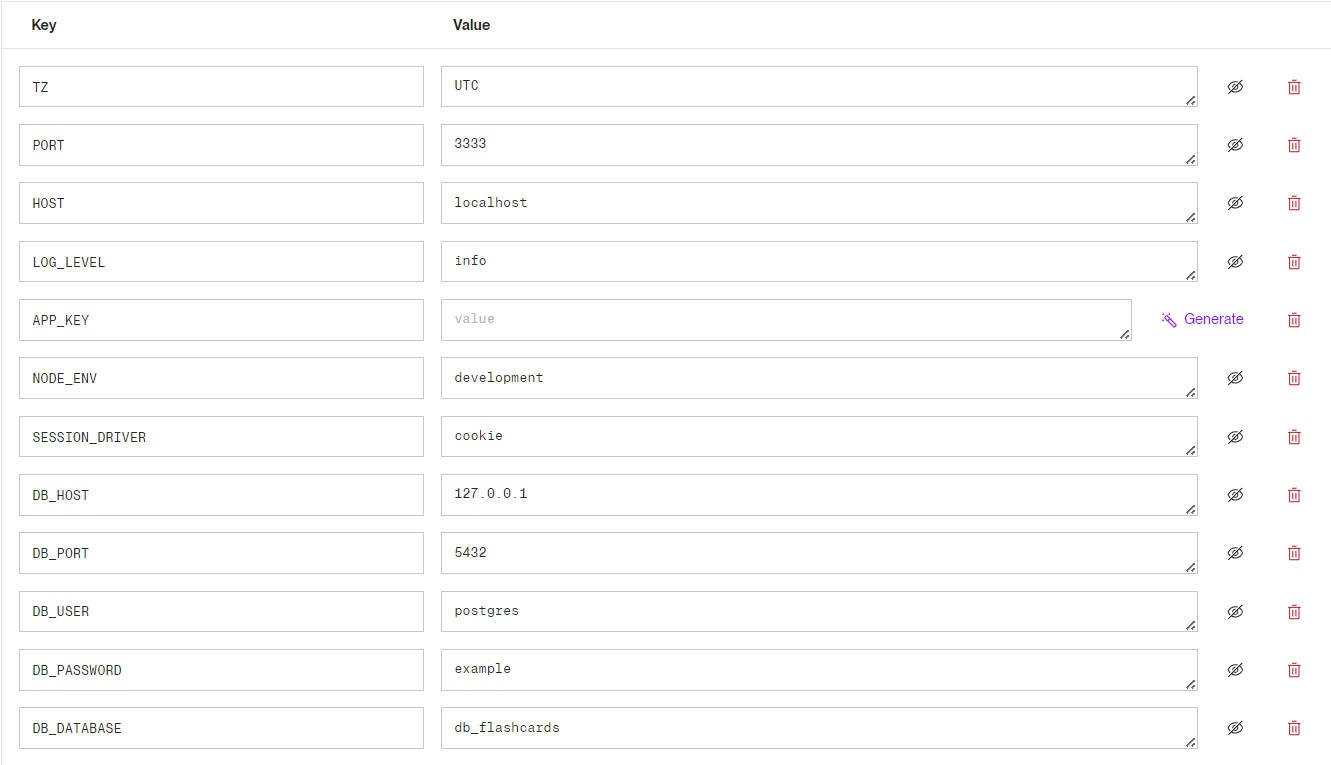 Key Value
TZ UTC
PORT 3333
HOST localhost
LOG_LEVEL info
APP_KEY value Generate
NODE_ENV development
SESSION_DRIVER cookie
DB_HOST 127.0.0.1
DB_PORT 5432
DB_USER postgres
DB_PASSWORD example
DB_DATABASE db_flashcards